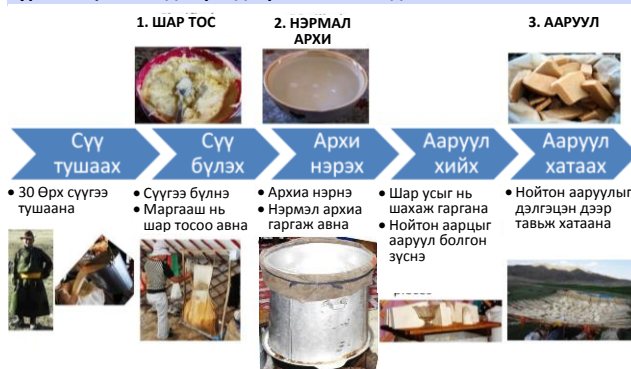 1. ШАР ТОС
2. НЭРМАЛ
АРХИ
3. ААРУУЛ
Сүү
тушаах
Сүү
бүлэх
Архи
нэрэх
Ааруул
хийх
Ааруул
хатаах
• 30 Өрх сүүгээ
тушаана
• Сүүгээ бүлнэ
• Маргааш нь
шар тосоо авна
• Архиа нэрнэ
• Нэрмэл архиа
гаргаж авна
• Шар усыг нь
шахаж гаргана
• Нойтон аарцыг
ааруул болгон
зүснэ
• Нойтон ааруулыг
дэлгэцэн дээр
тавьж хатаана